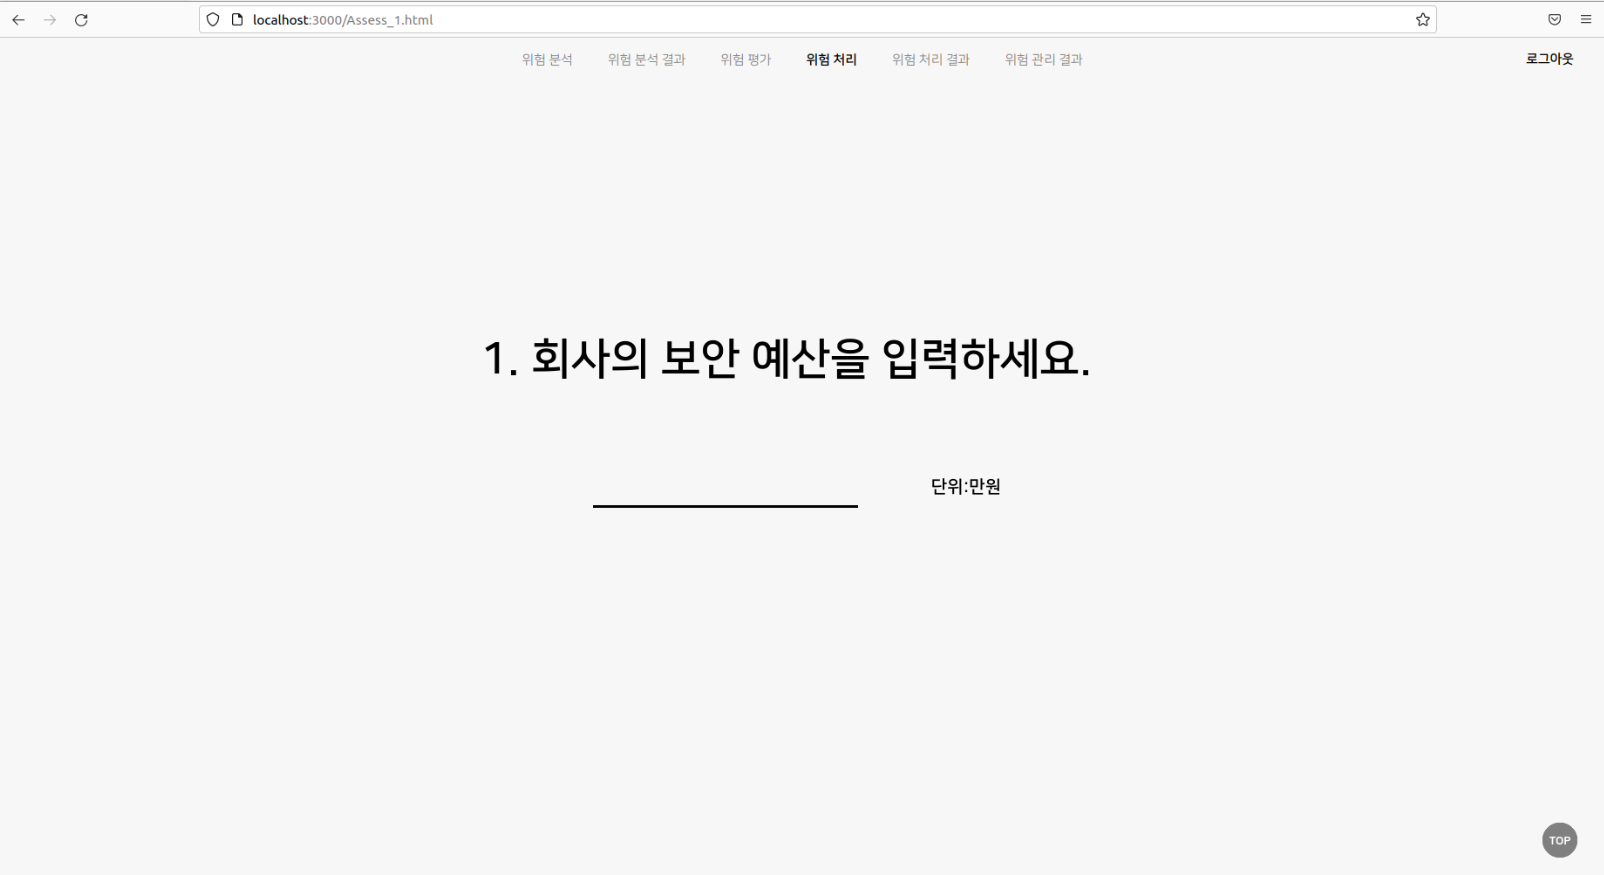 localhost:3000/Assess_1.html
위험 분석 위험 분석 결과 위험 평가 위험 처리 위험 처리 결과 위험 관리 결과 로그아웃
1. 회사의 보안 예산을 입력하세요.
단위:만원
TOP